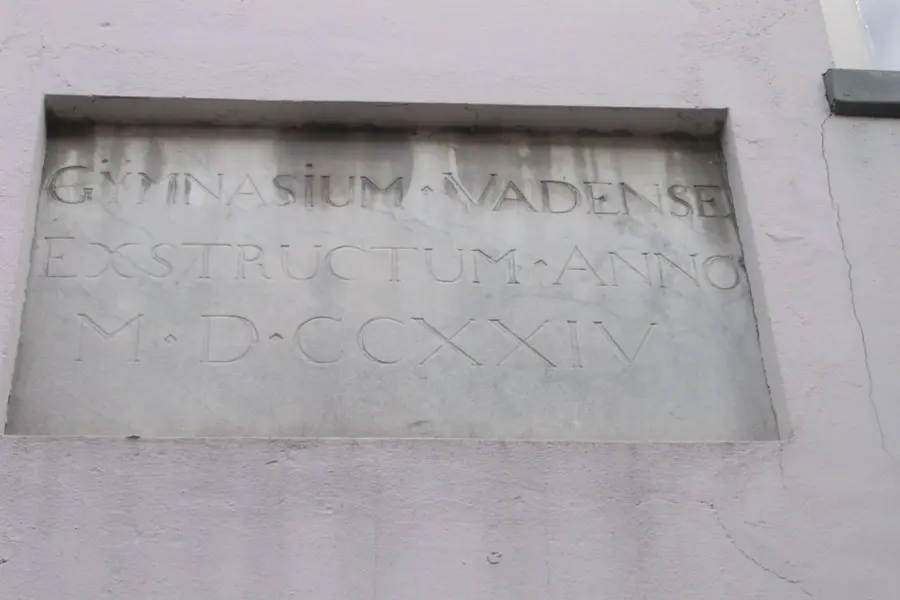 GYMNASIUM · VADENSE
EXSTRUCTUM · ANNO
M · D · CCXXIV